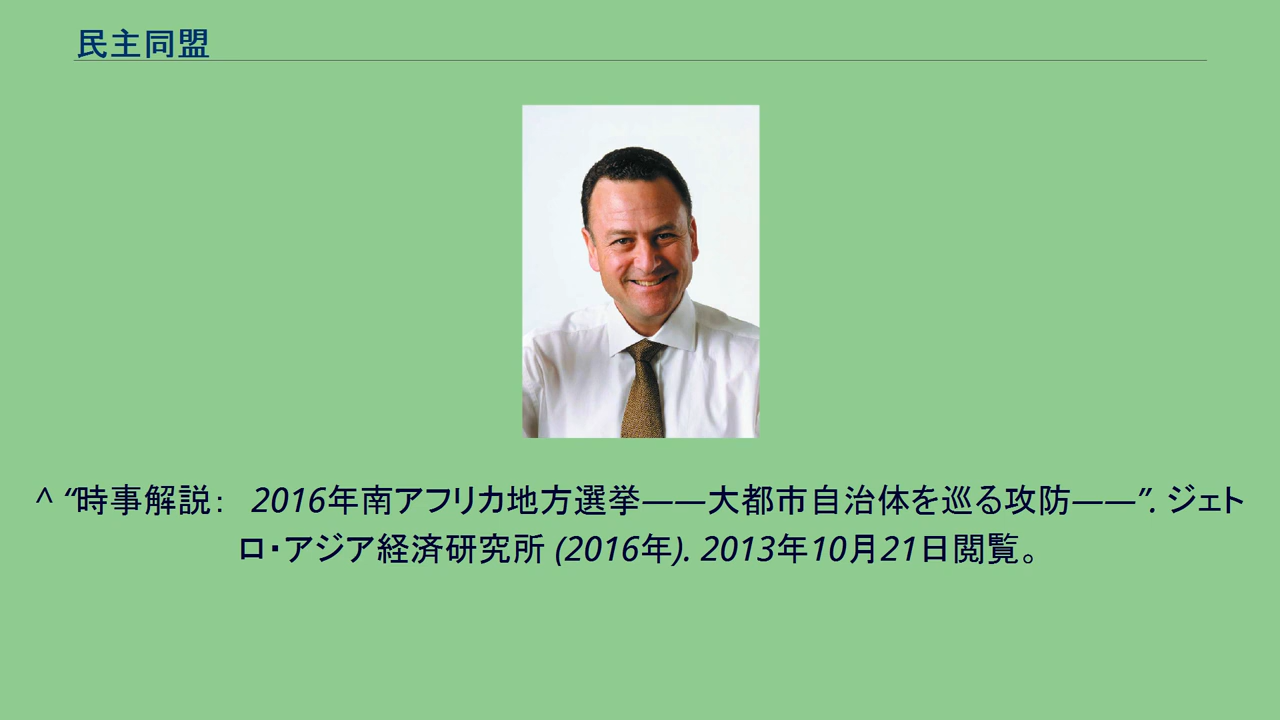 民主同盟
^ “時事解説： 2016年南アフリカ地方選挙――大都市自治体を巡る攻防――”. ジェト
ロ・アジア経済研究所 (2016年). 2013年10月21日閲覧。